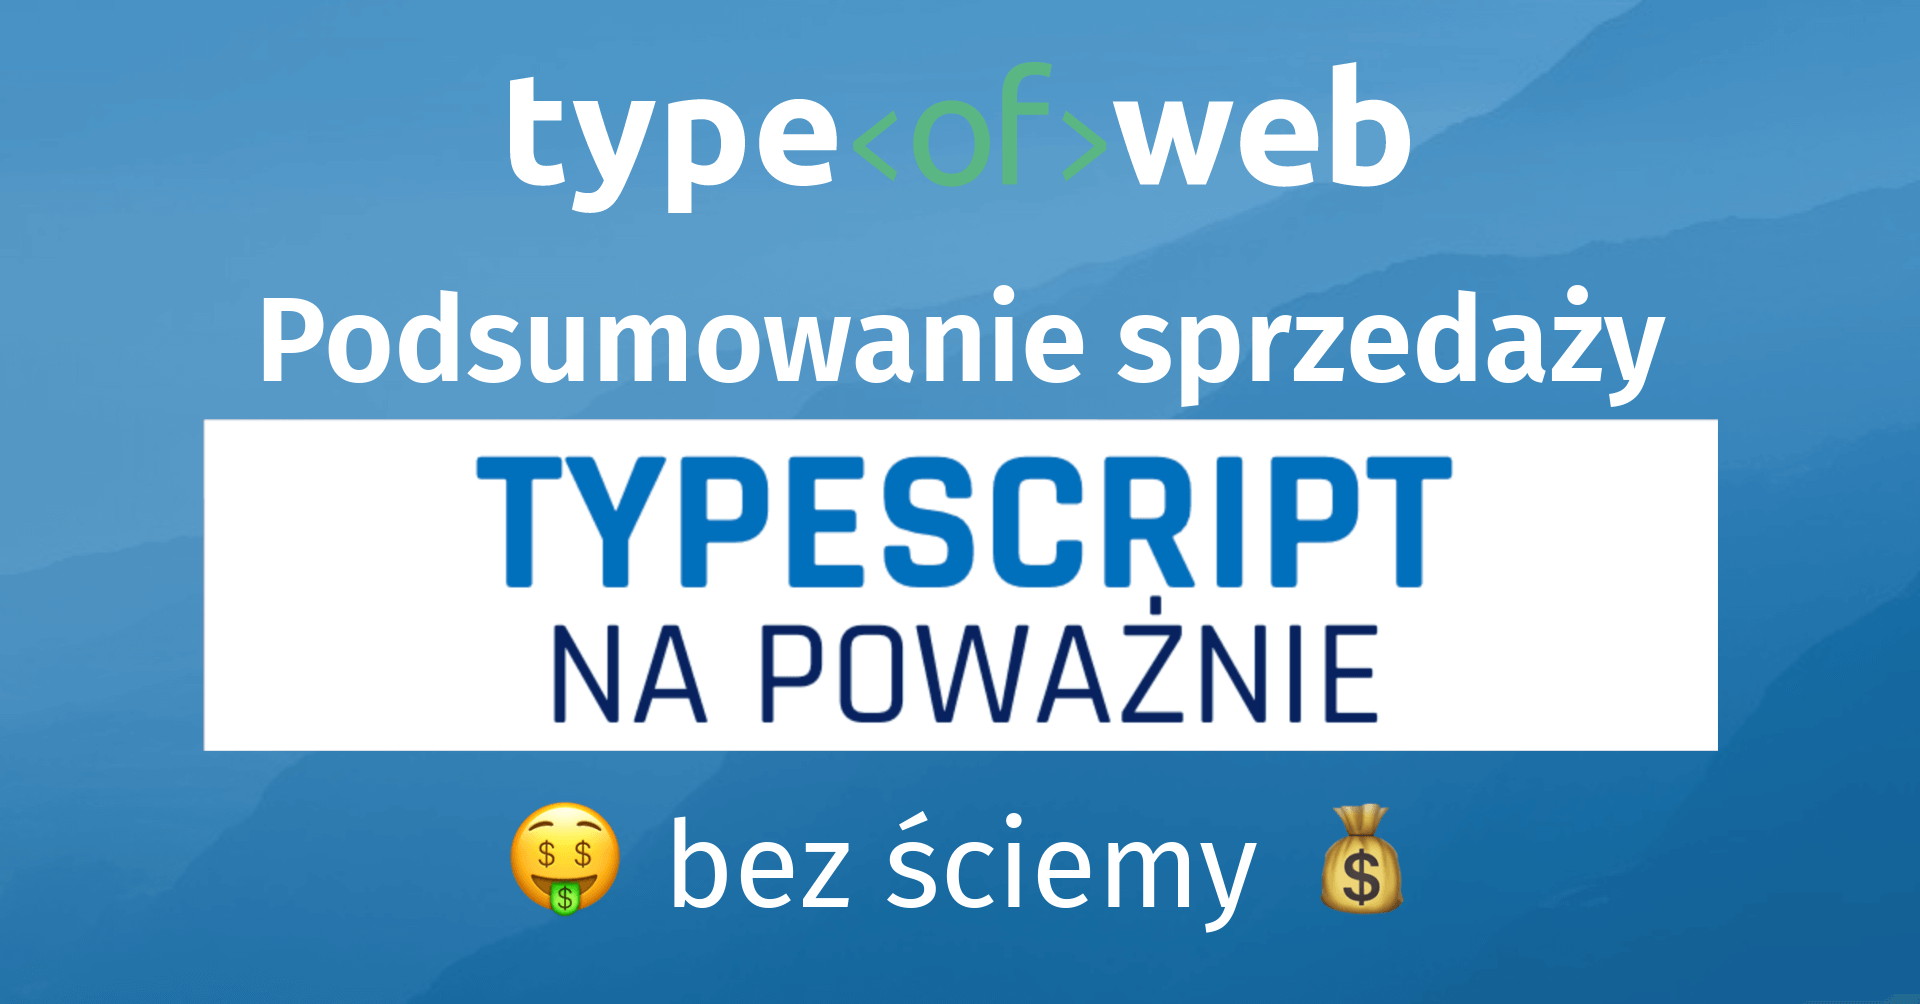 type<of>web
Podsumowanie sprzedaży
TYPESCRIPT
NA POWAŻNIE
🤑 bez ściemy 💰